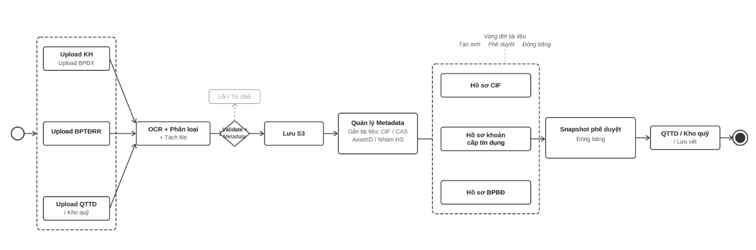 Vòng đời tài liệu
Tạo mới Phê duyệt Đóng băng
Upload KH
Upload BPĐX
Upload BPTĐRR
Upload QTTD
/ Kho quỹ
OCR + Phân loại
+ Tách file
Lỗi / Từ chối
Validate +
Metadata
Lưu S3
Quản lý Metadata
Gắn tài liệu: CIF / CAS
AssetID / Nhóm HS
Hồ sơ CIF
Hồ sơ khoản
cấp tín dụng
Hồ sơ BPBĐ
Snapshot phê duyệt
Đóng băng
QTTD / Kho quỹ
/ Lưu vết